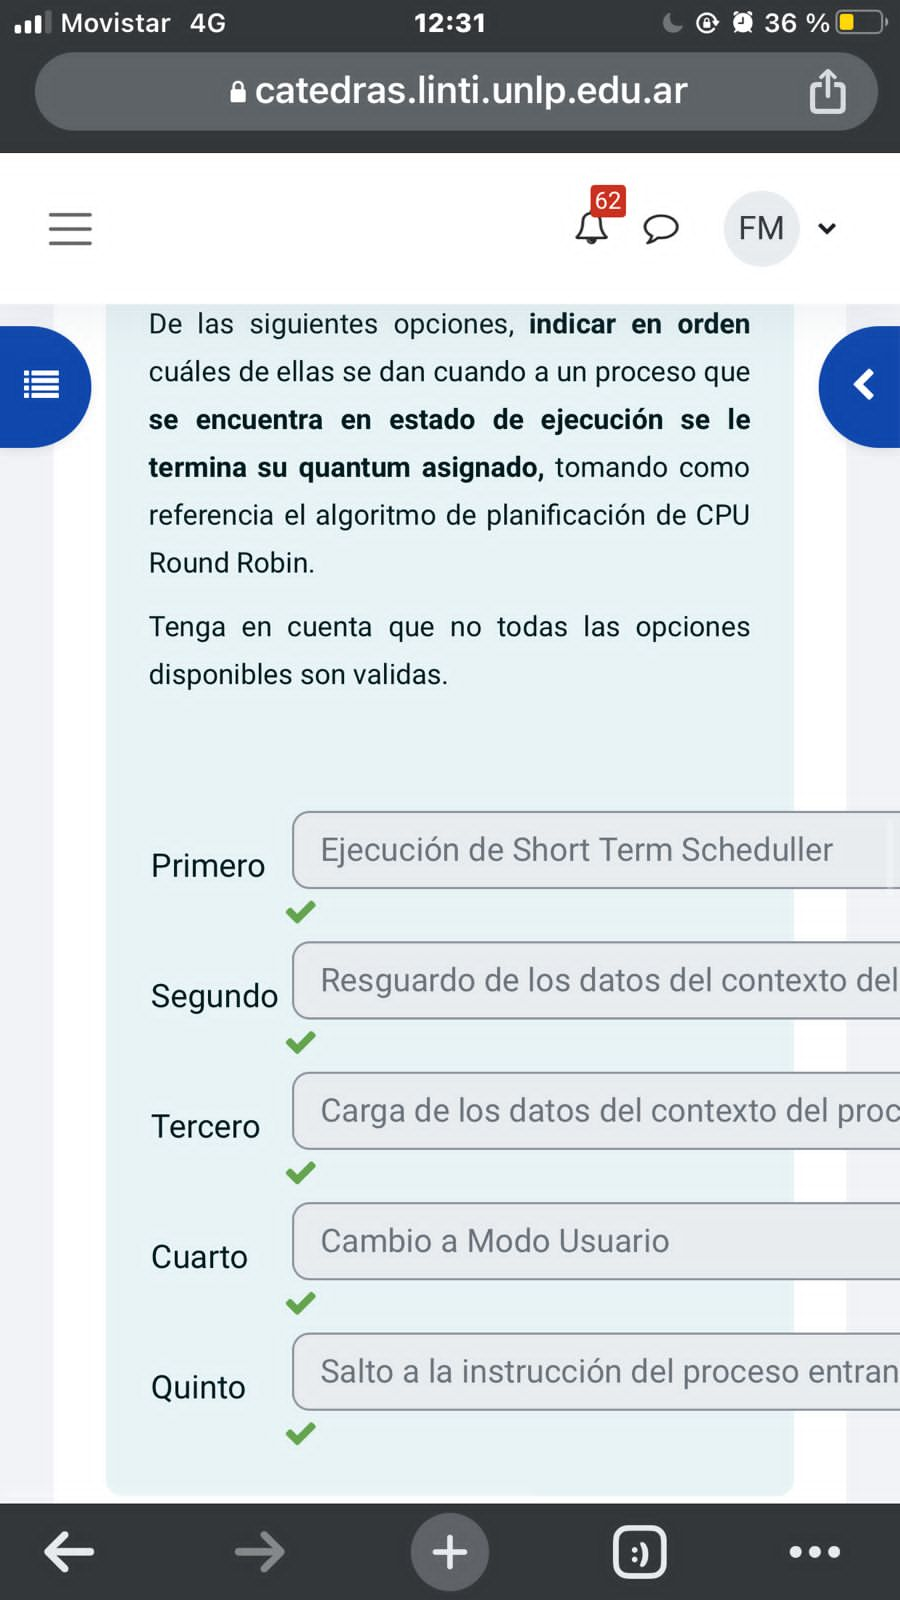 Movistar 4G 12:31 36 %
catedras.linti.unlp.edu.ar
62
FM
De las siguientes opciones, indicar en orden
cuáles de ellas se dan cuando a un proceso que
se encuentra en estado de ejecución se le
termina su quantum asignado, tomando como
referencia el algoritmo de planificación de CPU
Round Robin.
Tenga en cuenta que no todas las opciones
disponibles son validas.
Primero Ejecución de Short Term Scheduller
Segundo Resguardo de los datos del contexto del
Tercero Carga de los datos del contexto del proc
Cuarto Cambio a Modo Usuario
Quinto Salto a la instrucción del proceso entran
:)